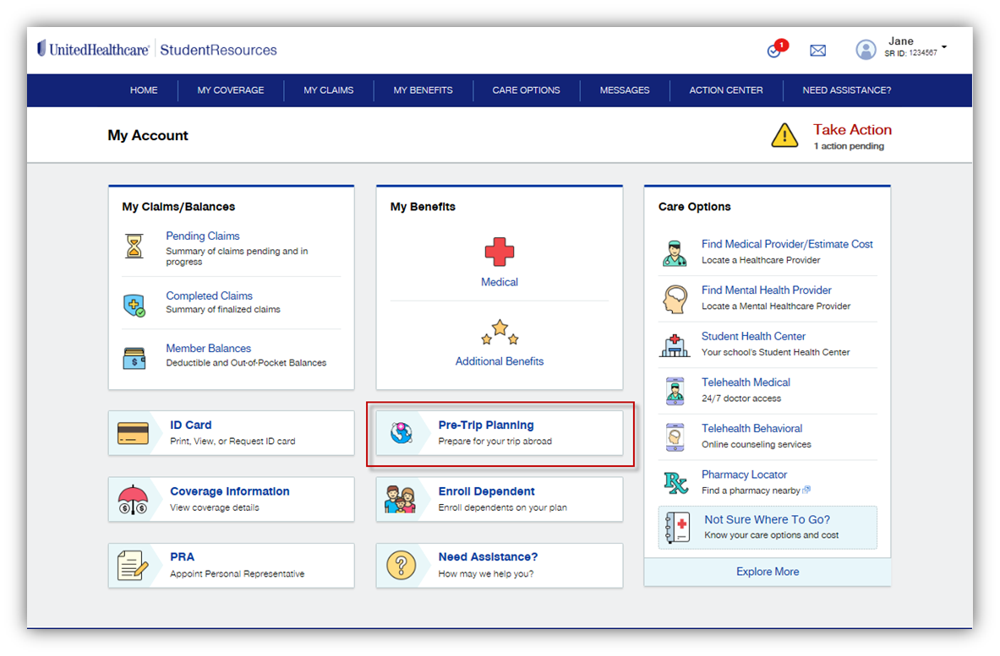 UnitedHealthcare® | StudentResources
1
Jane
SR ID: 1234567
HOME
MY COVERAGE
MY CLAIMS
MY BENEFITS
CARE OPTIONS
MESSAGES
ACTION CENTER
NEED ASSISTANCE?
My Account
Take Action
1 action pending
My Claims/Balances
Pending Claims
Summary of claims pending and in
progress
Completed Claims
Summary of finalized claims
Member Balances
Deductible and Out-of-Pocket Balances
My Benefits
Medical
Additional Benefits
Care Options
Find Medical Provider/Estimate Cost
Locate a Healthcare Provider
Find Mental Health Provider
Locate a Mental Healthcare Provider
Student Health Center
Your school's Student Health Center
Telehealth Medical
24/7 doctor access
Telehealth Behavioral
Online counseling services
Pharmacy Locator
Find a pharmacy nearby
Not Sure Where To Go?
Know your care options and cost
Explore More
ID Card
Print, View, or Request ID card
Pre-Trip Planning
Prepare for your trip abroad
Coverage Information
View coverage details
Enroll Dependent
Enroll dependents on your plan
PRA
Appoint Personal Representative
Need Assistance?
How may we help you?